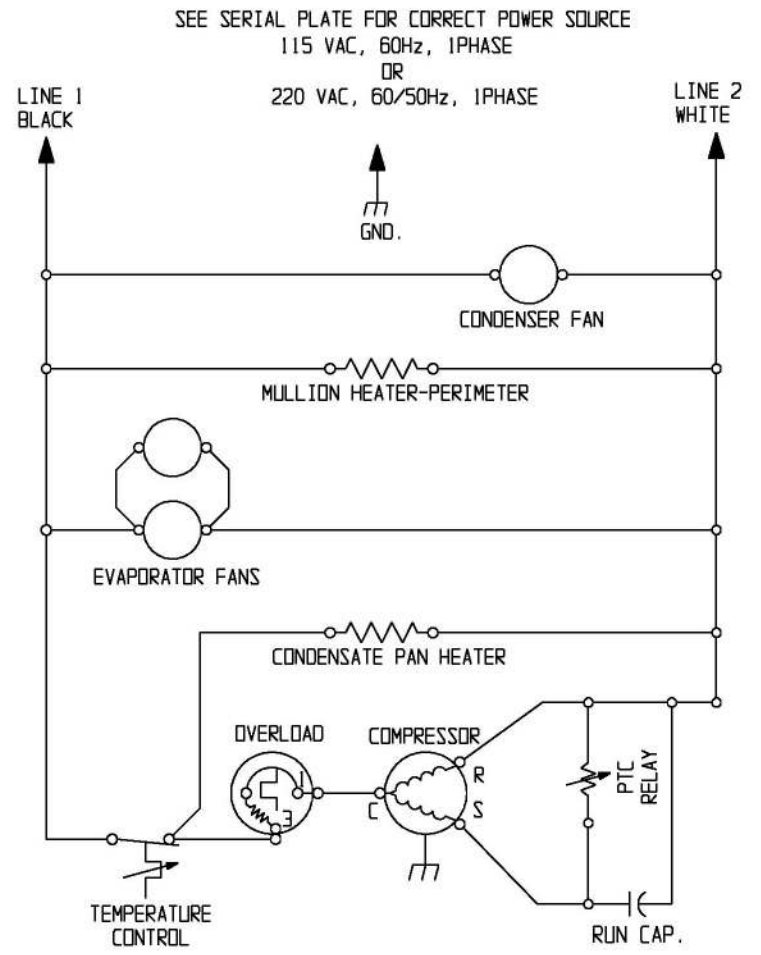 SEE SERIAL PLATE FOR CORRECT POWER SOURCE
115 VAC, 60Hz, 1PHASE
OR
220 VAC, 60/50Hz, 1PHASE
LINE 1
BLACK
LINE 2
WHITE
GND.
CONDENSER FAN
MULLION HEATER-PERIMETER
EVAPORATOR FANS
CONDENSATE PAN HEATER
OVERLOAD
COMPRESSOR
1
3
C
R
S
PTC
RELAY
TEMPERATURE
CONTROL
RUN CAP.